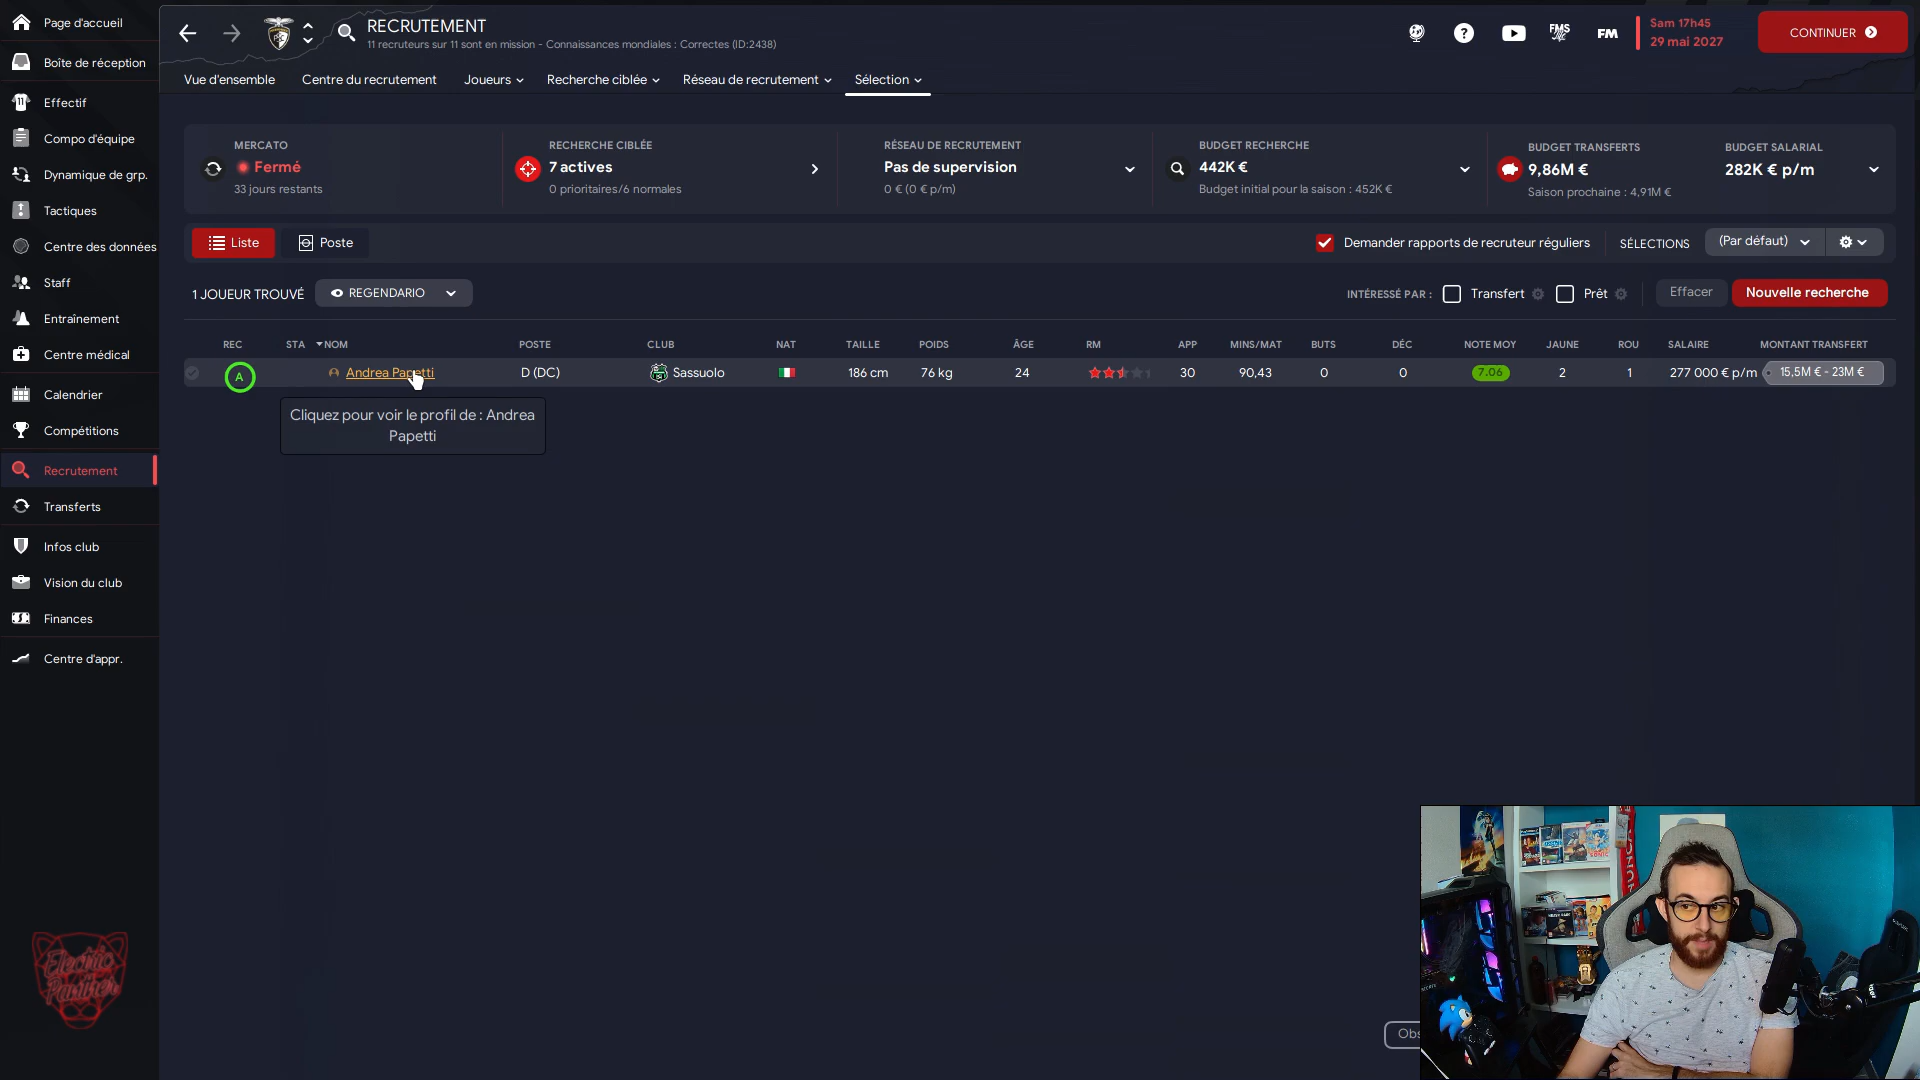 Page d'accueil
Boîte de réception
Effectif
Compo d'équipe
Dynamique de grp.
Tactiques
Centre des données
Staff
Entraînement
Centre médical
Calendrier
Compétitions
Recrutement
Transferts
Infos club
Vision du club
Finances
Centre d'appr.
Electric Panther
RECRUTEMENT
11 recruteurs sur 11 sont en mission - Connaissances mondiales : Correctes (ID:2438)
FMS
FM
Sam 17h45
29 mai 2027
CONTINUER
Vue d'ensemble
Centre du recrutement
Joueurs
Recherche ciblée
Réseau de recrutement
Sélection
MERCATO
Fermé
33 jours restants
RECHERCHE CIBLÉE
7 actives
0 prioritaires/6 normales
RÉSEAU DE RECRUTEMENT
Pas de supervision
0 € (0 € p/m)
BUDGET RECHERCHE
442K €
Budget initial pour la saison : 452K €
BUDGET TRANSFERTS
9,86M €
Saison prochaine : 4,91M €
BUDGET SALARIAL
282K € p/m
Liste
Poste
Demander rapports de recruteur réguliers
SÉLECTIONS
(Par défaut)
1 JOUEUR TROUVÉ
REGENDARIO
INTÉRESSÉ PAR :
Transfert
Prêt
Effacer
Nouvelle recherche
REC STA NOM POSTE CLUB NAT TAILLE POIDS ÂGE RM APP MINS/MAT BUTS DÉC NOTE MOY JAUNE ROU SALAIRE MONTANT TRANSFERT
A Andrea Papetti D (DC) Sassuolo 186 cm 76 kg 24 30 90,43 0 0 7.06 2 1 277 000 € p/m 15,5M € - 23M €
Cliquez pour voir le profil de : Andrea
Papetti
Obs